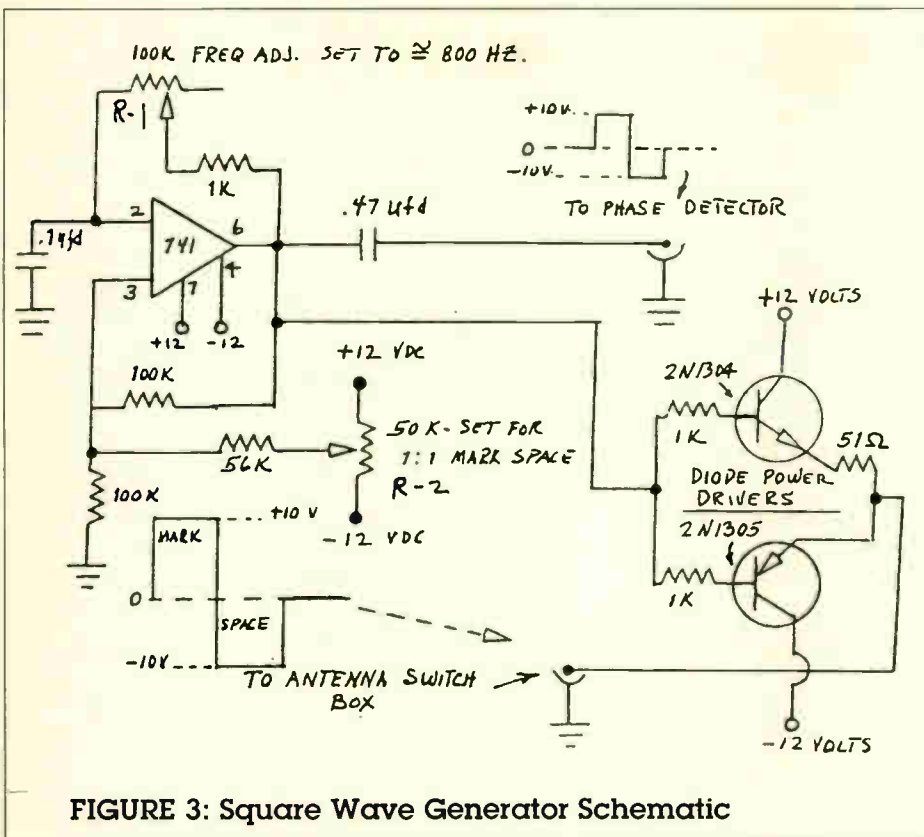 100K FREQ ADJ. SET TO ≅ 800 HZ.
R-1
1K
+10V.
0
-10V.
TO PHASE DETECTOR
.47 Ufd
.1 Ufd
2
6
741
4
3
7
+12
-12
+12 VOLTS
+12 VDC
100K
2N1304
50K- SET FOR
1:1 MARK SPACE
R-2
56K
1K
51Ω
DIODE POWER
DRIVERS
2N1305
100K
MARK
+10 V
-12 VDC
1K
0
SPACE
-10V
TO ANTENNA SWITCH
BOX
-12 VOLTS
FIGURE 3: Square Wave Generator Schematic